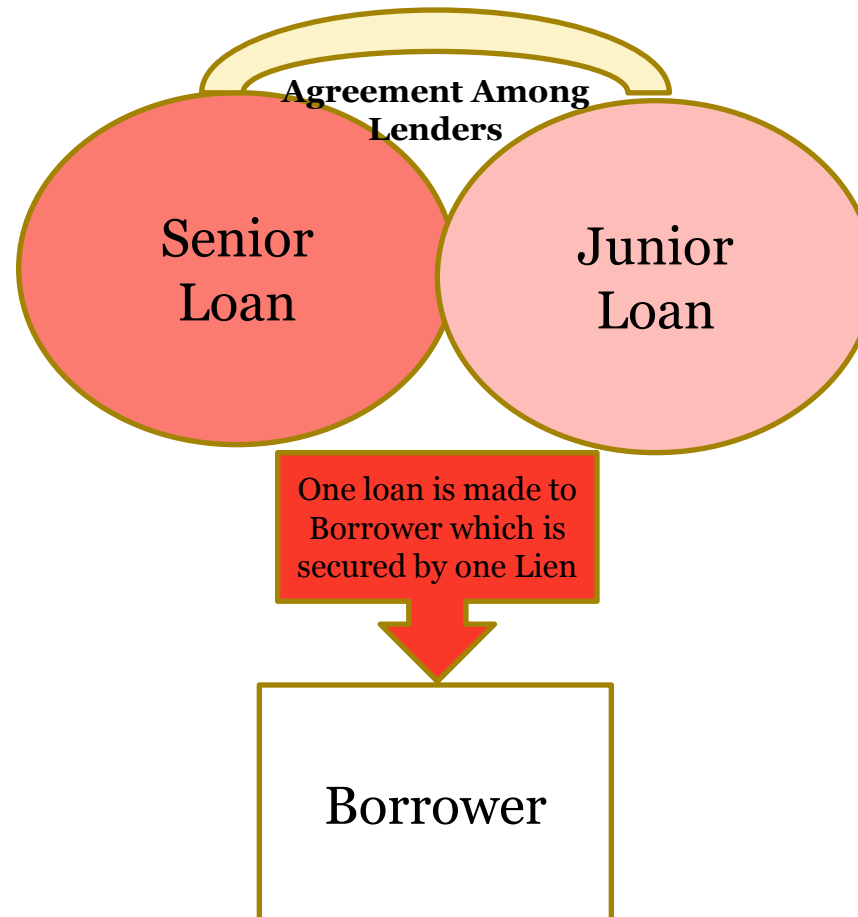 Agreement Among
Lenders
Senior
Loan
Junior
Loan
One loan is made to
Borrower which is
secured by one Lien
Borrower